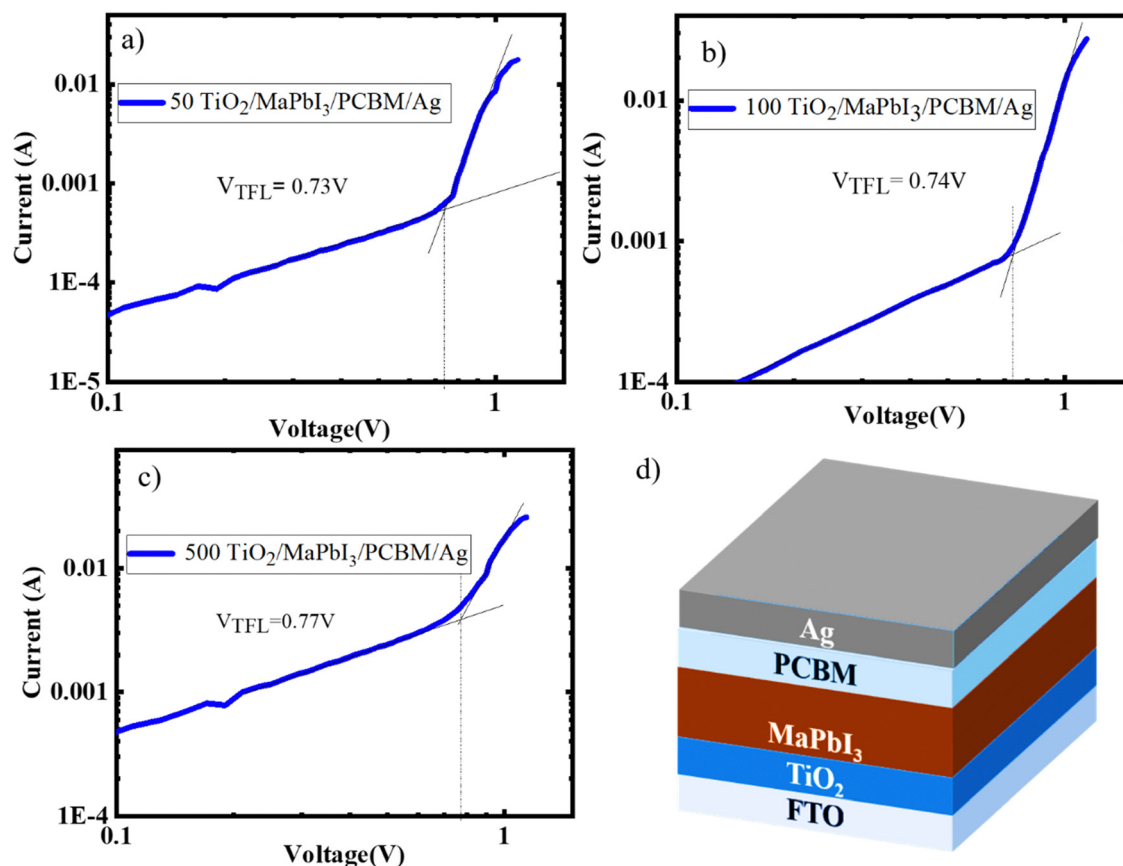 a)
0.01
0.001
1E-4
1E-5
Current (A)
50 TiO₂/MaPbI₃/PCBM/Ag
V_TFL= 0.73V
0.1
1
Voltage(V)
b)
0.01
0.001
1E-4
Current (A)
100 TiO₂/MaPbI₃/PCBM/Ag
V_TFL= 0.74V
0.1
1
Voltage(V)
c)
0.01
0.001
1E-4
Current (A)
500 TiO₂/MaPbI₃/PCBM/Ag
V_TFL=0.77V
0.1
1
Voltage(V)
d)
Ag
PCBM
MaPbI₃
TiO₂
FTO